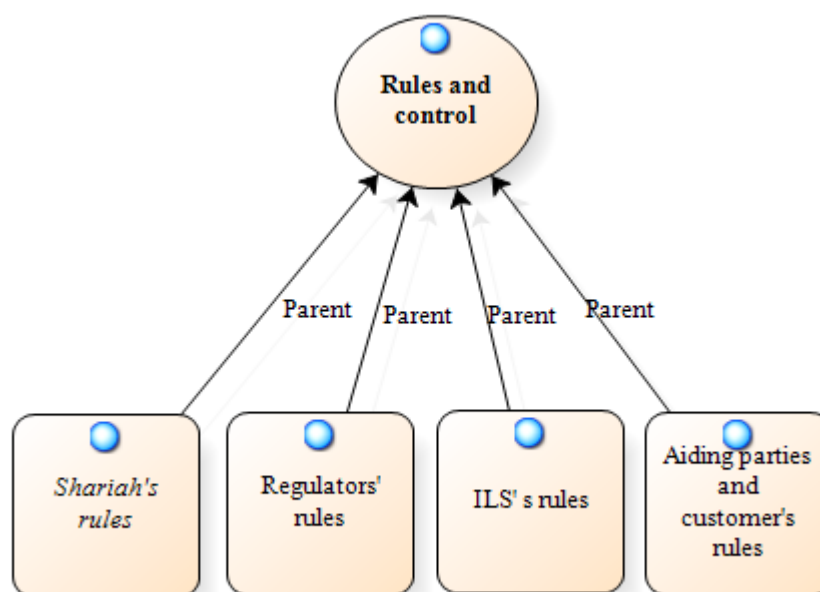 Rules and
control
Parent
Parent
Parent
Parent
Shariah's
rules
Regulators'
rules
ILS' s rules
Aiding parties
and
customer's
rules